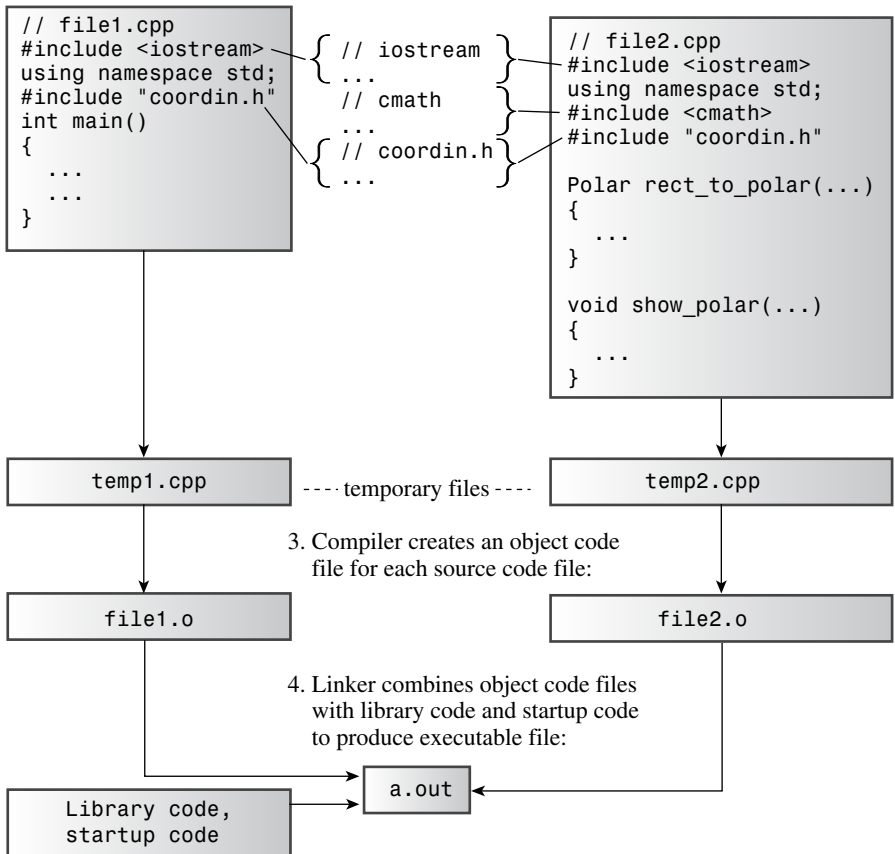 // file1.cpp
#include <iostream>
using namespace std;
#include "coordin.h"
int main()
{
...
...
}
// iostream
...
// cmath
...
// coordin.h
...
// file2.cpp
#include <iostream>
using namespace std;
#include <cmath>
#include "coordin.h"
Polar rect_to_polar(...)
{
...
}
void show_polar(...)
{
...
}
temp1.cpp
temporary files
temp2.cpp
3. Compiler creates an object code
file for each source code file:
file1.o
file2.o
4. Linker combines object code files
with library code and startup code
to produce executable file:
a.out
Library code,
startup code